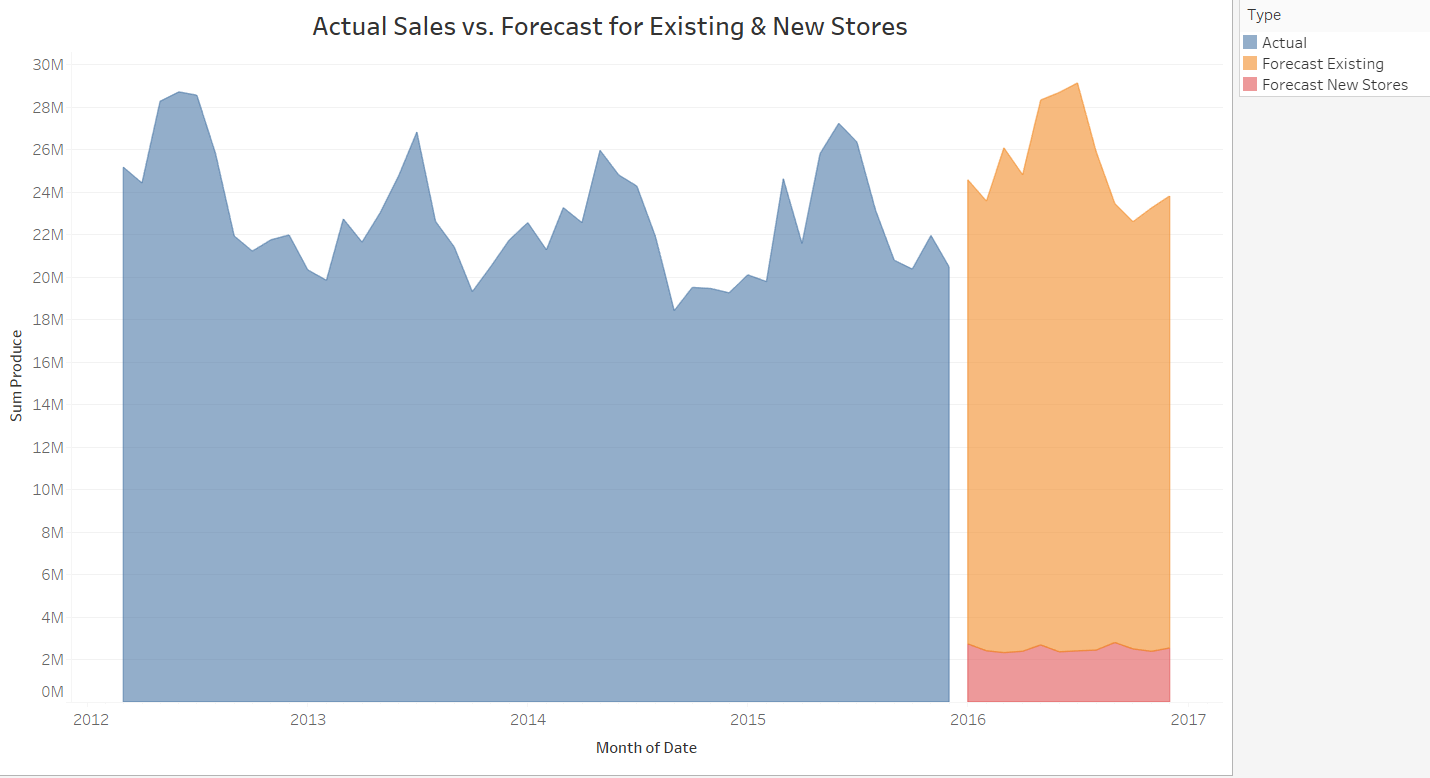 Actual Sales vs. Forecast for Existing & New Stores
Type
Actual
Forecast Existing
Forecast New Stores
30M
28M
26M
24M
22M
20M
18M
16M
14M
12M
10M
8M
6M
4M
2M
0M
Sum Produce
2012 2013 2014 2015 2016 2017
Month of Date